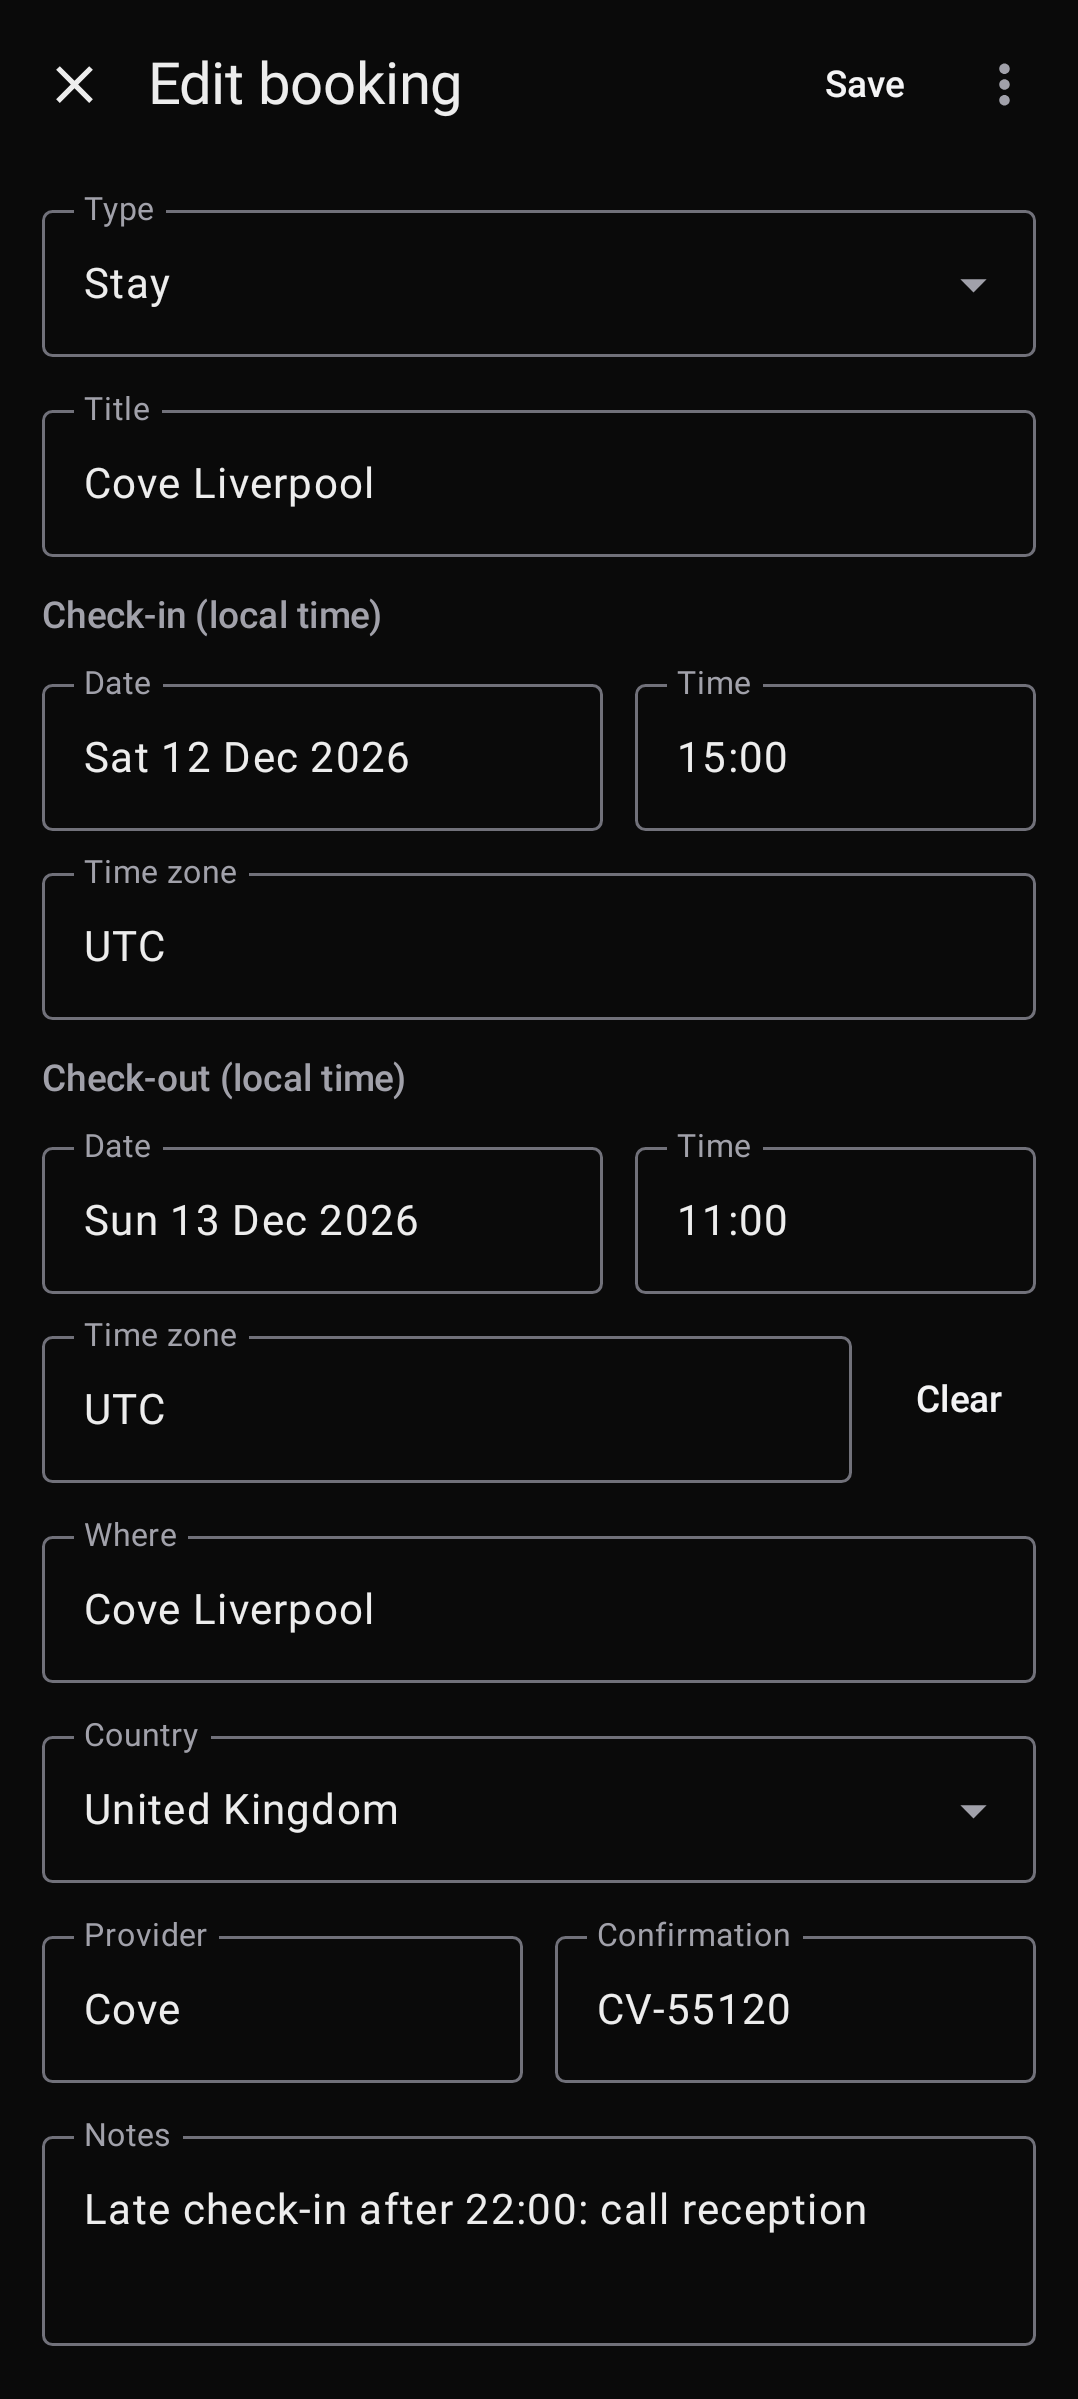 Edit booking
Save
Type
Stay
Title
Cove Liverpool
Check-in (local time)
Date
Sat 12 Dec 2026
Time
15:00
Time zone
UTC
Check-out (local time)
Date
Sun 13 Dec 2026
Time
11:00
Time zone
UTC
Clear
Where
Cove Liverpool
Country
United Kingdom
Provider
Cove
Confirmation
CV-55120
Notes
Late check-in after 22:00: call reception